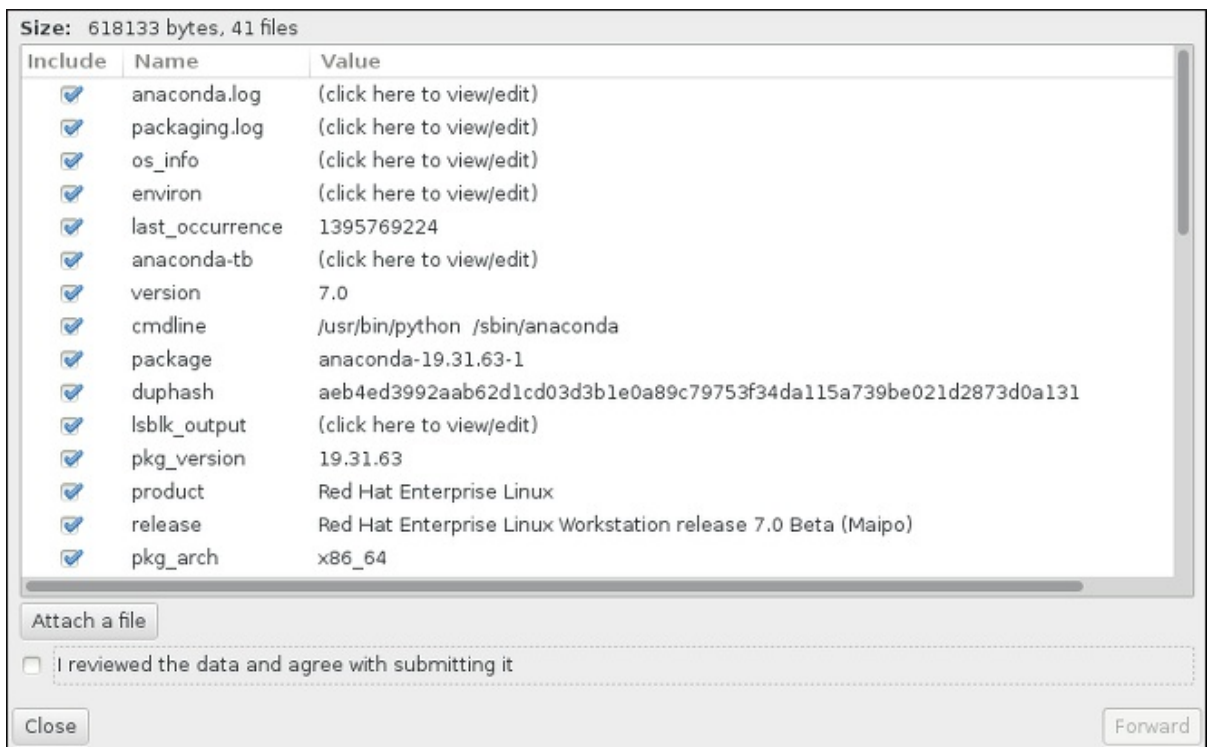 Size: 618133 bytes, 41 files
Include Name Value
anaconda.log (click here to view/edit)
packaging.log (click here to view/edit)
os_info (click here to view/edit)
environ (click here to view/edit)
last_occurrence 1395769224
anaconda-tb (click here to view/edit)
version 7.0
cmdline /usr/bin/python /sbin/anaconda
package anaconda-19.31.63-1
duphash aeb4ed3992aab62d1cd03d3b1e0a89c79753f34da115a739be021d2873d0a131
lsblk_output (click here to view/edit)
pkg_version 19.31.63
product Red Hat Enterprise Linux
release Red Hat Enterprise Linux Workstation release 7.0 Beta (Maipo)
pkg_arch x86_64
Attach a file
I reviewed the data and agree with submitting it
Close Forward